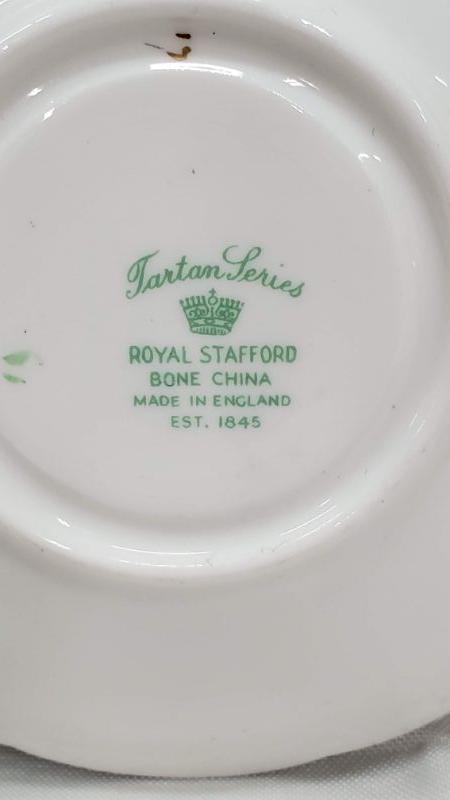 Tartan Series
ROYAL STAFFORD
BONE CHINA
MADE IN ENGLAND
EST. 1845